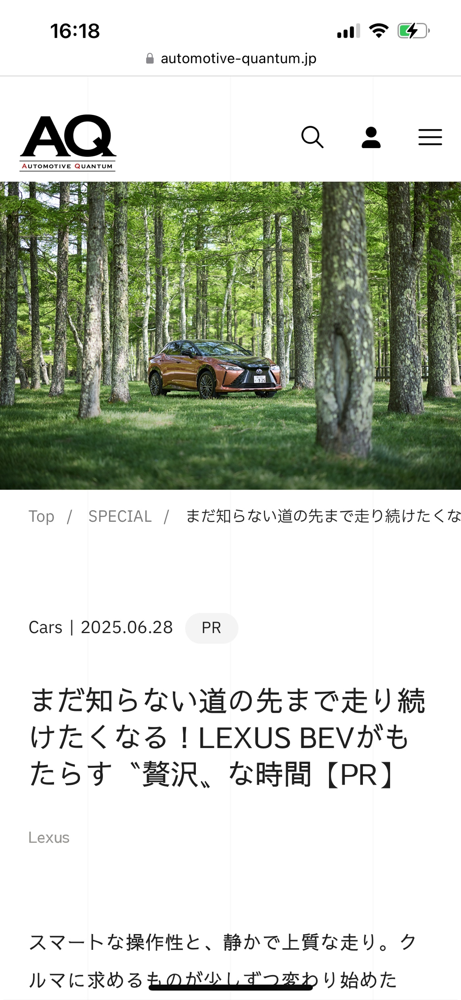 16:18
automotive-quantum.jp
AQ
AUTOMOTIVE QUANTUM
・925
Top / SPECIAL / まだ知らない道の先まで走り続けたくな
Cars | 2025.06.28 PR
まだ知らない道の先まで走り続
けたくなる！LEXUS BEVがも
たらす〝贅沢〟な時間【PR】
Lexus
スマートな操作性と、静かで上質な走り。ク
ルマに求めるものが少しずつ変わり始めた